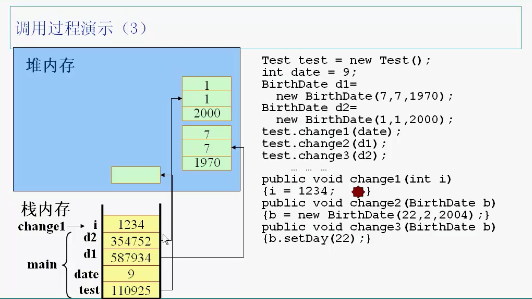 调用过程演示（3）
堆内存
1
1
2000
7
7
1970
栈内存
change1
i
1234
d2
354752
d1
587934
main
date
9
test
110925
Test test = new Test();
int date = 9;
BirthDate d1=
new BirthDate(7,7,1970);
BirthDate d2=
new BirthDate(1,1,2000);
test.change1(date);
test.change2(d1);
test.change3(d2);
… … …
public void change1(int i)
{i = 1234; }
public void change2(BirthDate b)
{b = new BirthDate(22,2,2004);}
public void change3(BirthDate b)
{b.setDay(22);}